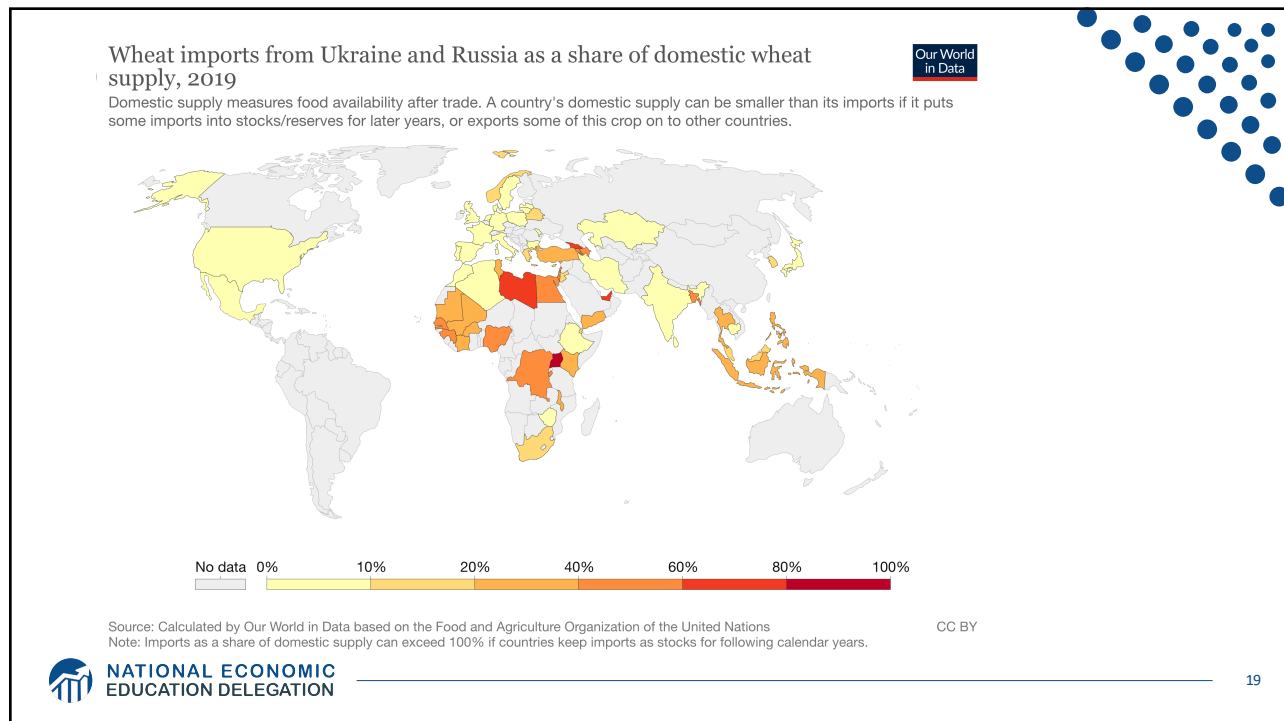 Wheat imports from Ukraine and Russia as a share of domestic wheat
supply, 2019
Our World
in Data
Domestic supply measures food availability after trade. A country's domestic supply can be smaller than its imports if it puts
some imports into stocks/reserves for later years, or exports some of this crop on to other countries.
No data 0% 10% 20% 40% 60% 80% 100%
Source: Calculated by Our World in Data based on the Food and Agriculture Organization of the United Nations CC BY
Note: Imports as a share of domestic supply can exceed 100% if countries keep imports as stocks for following calendar years.
NATIONAL ECONOMIC
EDUCATION DELEGATION
19